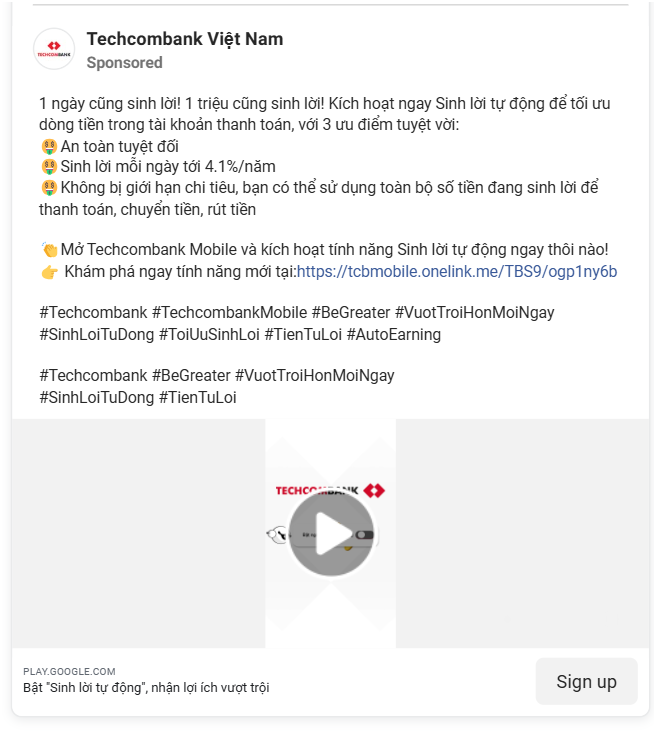 TECHCOMBANK
Techcombank Việt Nam
Sponsored
1 ngày cũng sinh lời! 1 triệu cũng sinh lời! Kích hoạt ngay Sinh lời tự động để tối ưu
dòng tiền trong tài khoản thanh toán, với 3 ưu điểm tuyệt vời:
🤑An toàn tuyệt đối
🤑Sinh lời mỗi ngày tới 4.1%/năm
🤑Không bị giới hạn chi tiêu, bạn có thể sử dụng toàn bộ số tiền đang sinh lời để
thanh toán, chuyển tiền, rút tiền
👏Mở Techcombank Mobile và kích hoạt tính năng Sinh lời tự động ngay thôi nào!
👉 Khám phá ngay tính năng mới tại:https://tcbmobile.onelink.me/TBS9/ogp1ny6b
#Techcombank #TechcombankMobile #BeGreater #VuotTroiHonMoiNgay
#SinhLoiTuDong #ToiUuSinhLoi #TienTuLoi #AutoEarning
#Techcombank #BeGreater #VuotTroiHonMoiNgay
#SinhLoiTuDong #TienTuLoi
TECHCOMBANK
PLAY.GOOGLE.COM
Bật "Sinh lời tự động", nhận lợi ích vượt trội
Sign up